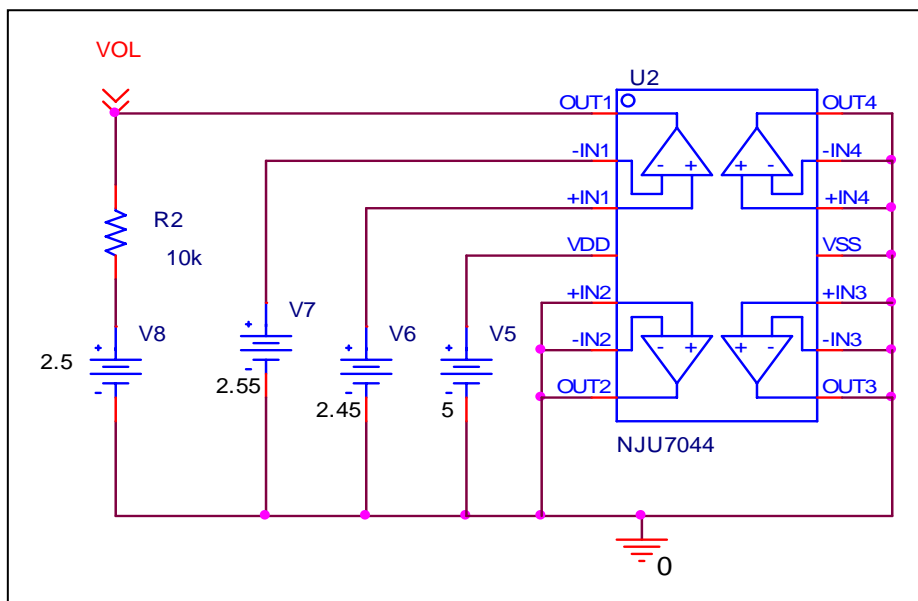 VOL
U2
OUT1
OUT4
-IN1
-IN4
- + + -
+IN1
+IN4
R2
10k
VDD
VSS
+IN2
+IN3
V7
V8
V6
V5
+
+
+
+
-IN2
-IN3
- + + -
2.5
-
2.55
-
-
-
2.45
5
OUT2
OUT3
NJU7044
0